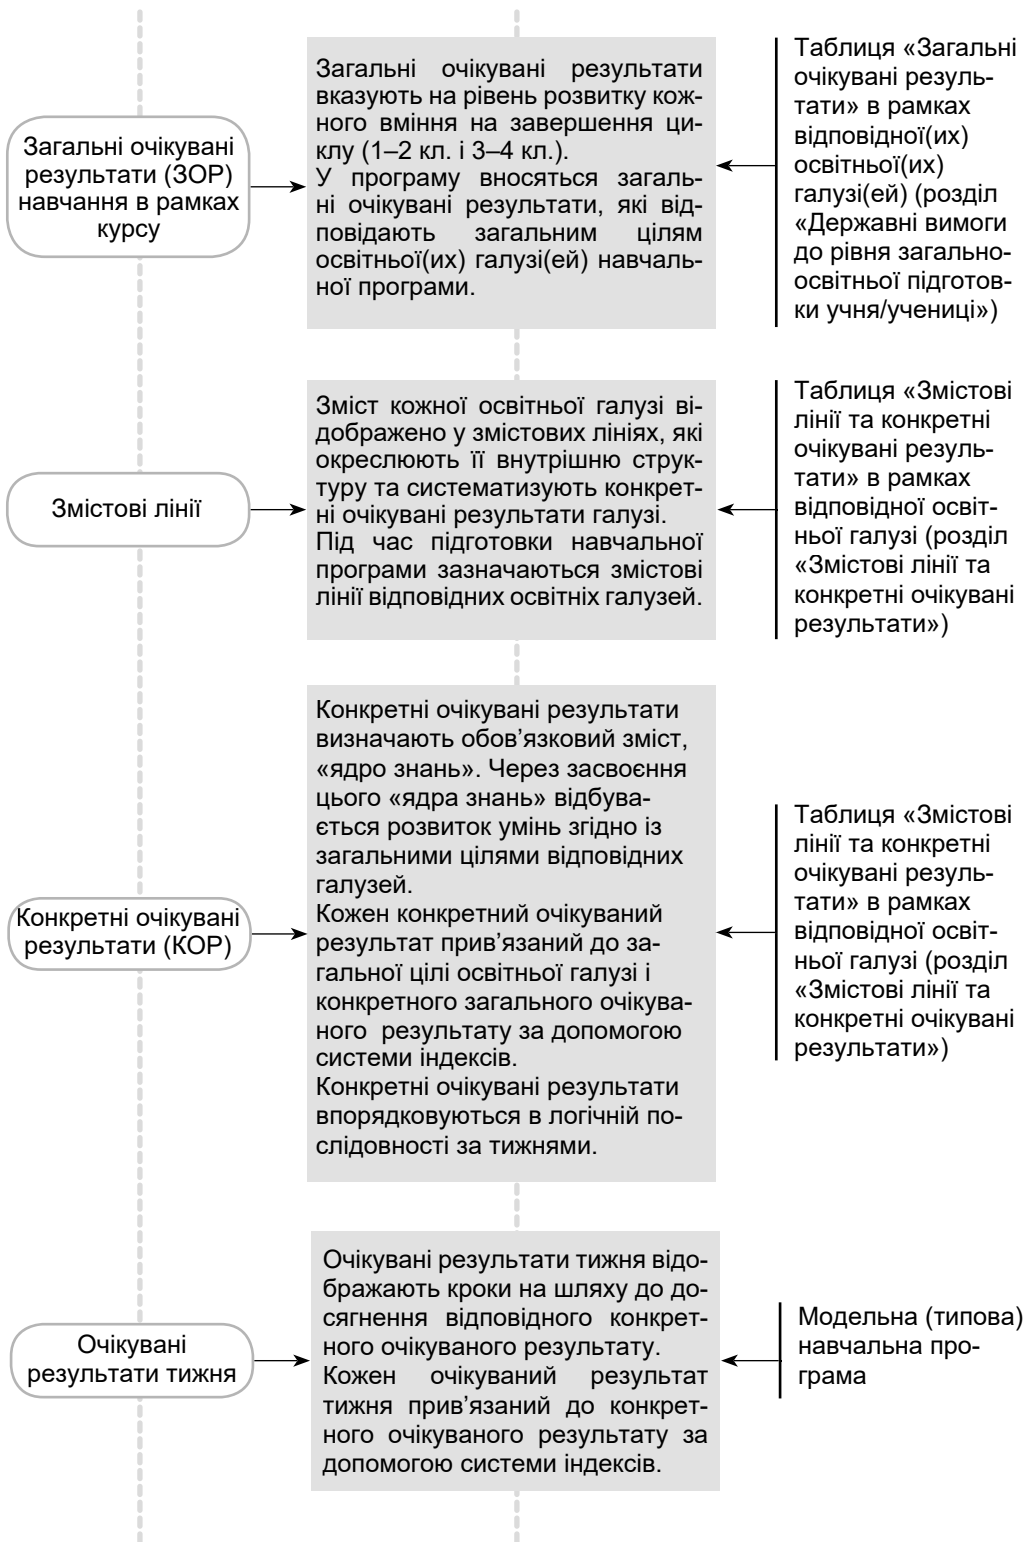 Загальні очікувані
результати (ЗОР)
навчання в рамках
курсу
Загальні очікувані результати
вказують на рівень розвитку кож-
ного вміння на завершення ци-
клу (1–2 кл. і 3–4 кл.).
У програму вносяться загаль-
ні очікувані результати, які від-
повідають загальним цілям
освітньої(их) галузі(ей) навчаль-
ної програми.
Таблиця «Загальні
очікувані резуль-
тати» в рамках
відповідної(их)
освітньої(их)
галузі(ей) (розділ
«Державні вимоги
до рівня загально-
освітньої підготов-
ки учня/учениці»)
Змістові лінії
Зміст кожної освітньої галузі ві-
дображено у змістових лініях, які
окреслюють її внутрішню струк-
туру та систематизують конкрет-
ні очікувані результати галузі.
Під час підготовки навчальної
програми зазначаються змістові
лінії відповідних освітніх галузей.
Таблиця «Змістові
лінії та конкретні
очікувані резуль-
тати» в рамках
відповідної освіт-
ньої галузі (розділ
«Змістові лінії та
конкретні очікувані
результати»)
Конкретні очікувані
результати (КОР)
Конкретні очікувані результати
визначають обов’язковий зміст,
«ядро знань». Через засвоєння
цього «ядра знань» відбува-
ється розвиток умінь згідно із
загальними цілями відповідних
галузей.
Кожен конкретний очікуваний
результат прив’язаний до за-
гальної цілі освітньої галузі і
конкретного загального очікува-
ного результату за допомогою
системи індексів.
Конкретні очікувані результати
впорядковуються в логічній по-
слідовності за тижнями.
Таблиця «Змістові
лінії та конкретні
очікувані резуль-
тати» в рамках
відповідної освіт-
ньої галузі (розділ
«Змістові лінії та
конкретні очікувані
результати»)
Очікувані
результати тижня
Очікувані результати тижня відо-
бражають кроки на шляху до до-
сягнення відповідного конкрет-
ного очікуваного результату.
Кожен очікуваний результат
тижня прив’язаний до конкрет-
ного очікуваного результату за
допомогою системи індексів.
Модельна (типова)
навчальна про-
грама